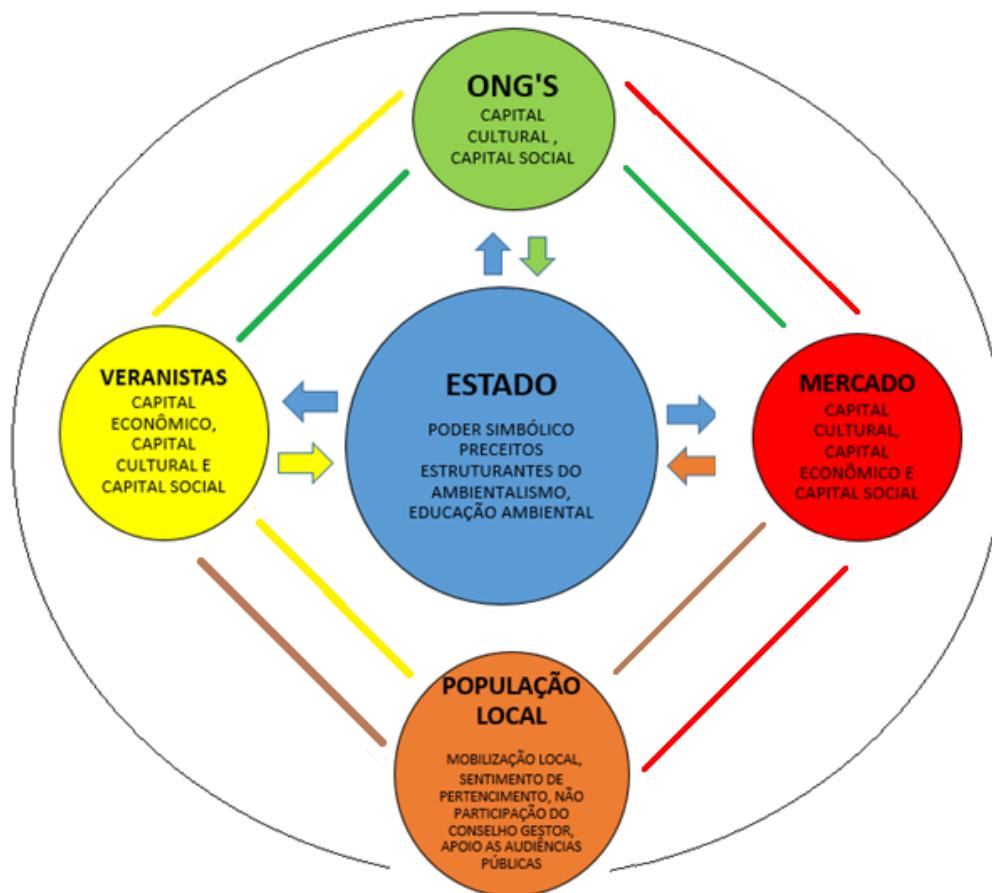 ONG'S
CAPITAL
CULTURAL ,
CAPITAL SOCIAL
VERANISTAS
CAPITAL
ECONÔMICO,
CAPITAL
CULTURAL E
CAPITAL SOCIAL
ESTADO
PODER SIMBÓLICO
PRECEITOS
ESTRUTURANTES DO
AMBIENTALISMO,
EDUCAÇÃO AMBIENTAL
MERCADO
CAPITAL
CULTURAL,
CAPITAL
ECONÔMICO E
CAPITAL SOCIAL
POPULAÇÃO
LOCAL
MOBILIZAÇÃO LOCAL,
SENTIMENTO DE
PERTENCIMENTO, NÃO
PARTICIPAÇÃO DO
CONSELHO GESTOR,
APOIO AS AUDIÊNCIAS
PÚBLICAS